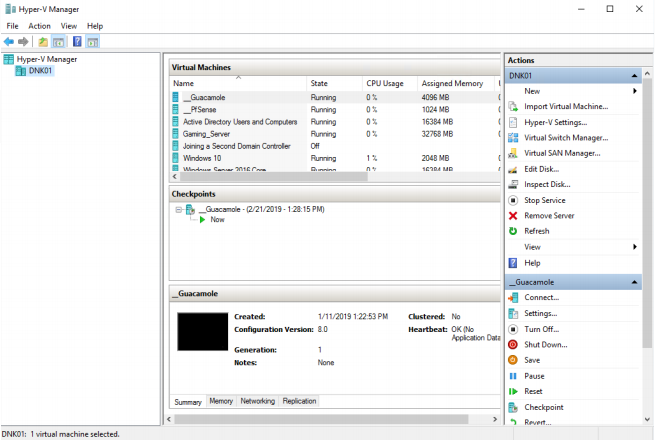 Hyper-V Manager
File Action View Help
Hyper-V Manager
DNK01
Virtual Machines
Name State CPU Usage Assigned Memory
__Guacamole Running 0 % 4096 MB
__PfSense Running 0 % 1024 MB
Active Directory Users and Computers Running 0 % 16384 MB
Gaming_Server Running 0 % 32768 MB
Joining a Second Domain Controller Off
Windows 10 Running 1 % 2048 MB
Windows Server 2016 Core Running 0 % 16384 MB
Checkpoints
__Guacamole - (2/21/2019 - 1:28:15 PM)
Now
__Guacamole
Created: 1/11/2019 1:22:53 PM Clustered: No
Configuration Version: 8.0 Heartbeat: OK (No
Application Data
Generation: 1
Notes: None
Summary Memory Networking Replication
Actions
DNK01
New
Import Virtual Machine...
Hyper-V Settings...
Virtual Switch Manager...
Virtual SAN Manager...
Edit Disk...
Inspect Disk...
Stop Service
Remove Server
Refresh
View
Help
__Guacamole
Connect...
Settings...
Turn Off...
Shut Down...
Save
Pause
Reset
Checkpoint
Revert...
DNK01: 1 virtual machine selected.